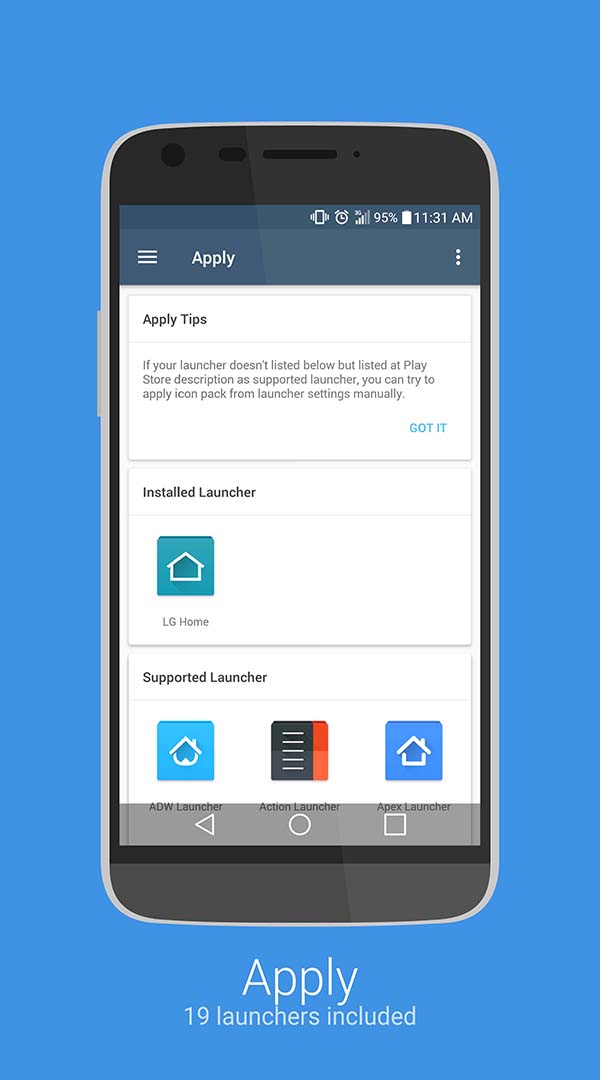 3G 95% 11:31 AM
Apply
Apply Tips
If your launcher doesn't listed below but listed at Play
Store description as supported launcher, you can try to
apply icon pack from launcher settings manually.
GOT IT
Installed Launcher
LG Home
Supported Launcher
ADW Launcher Action Launcher Apex Launcher
Apply
19 launchers included